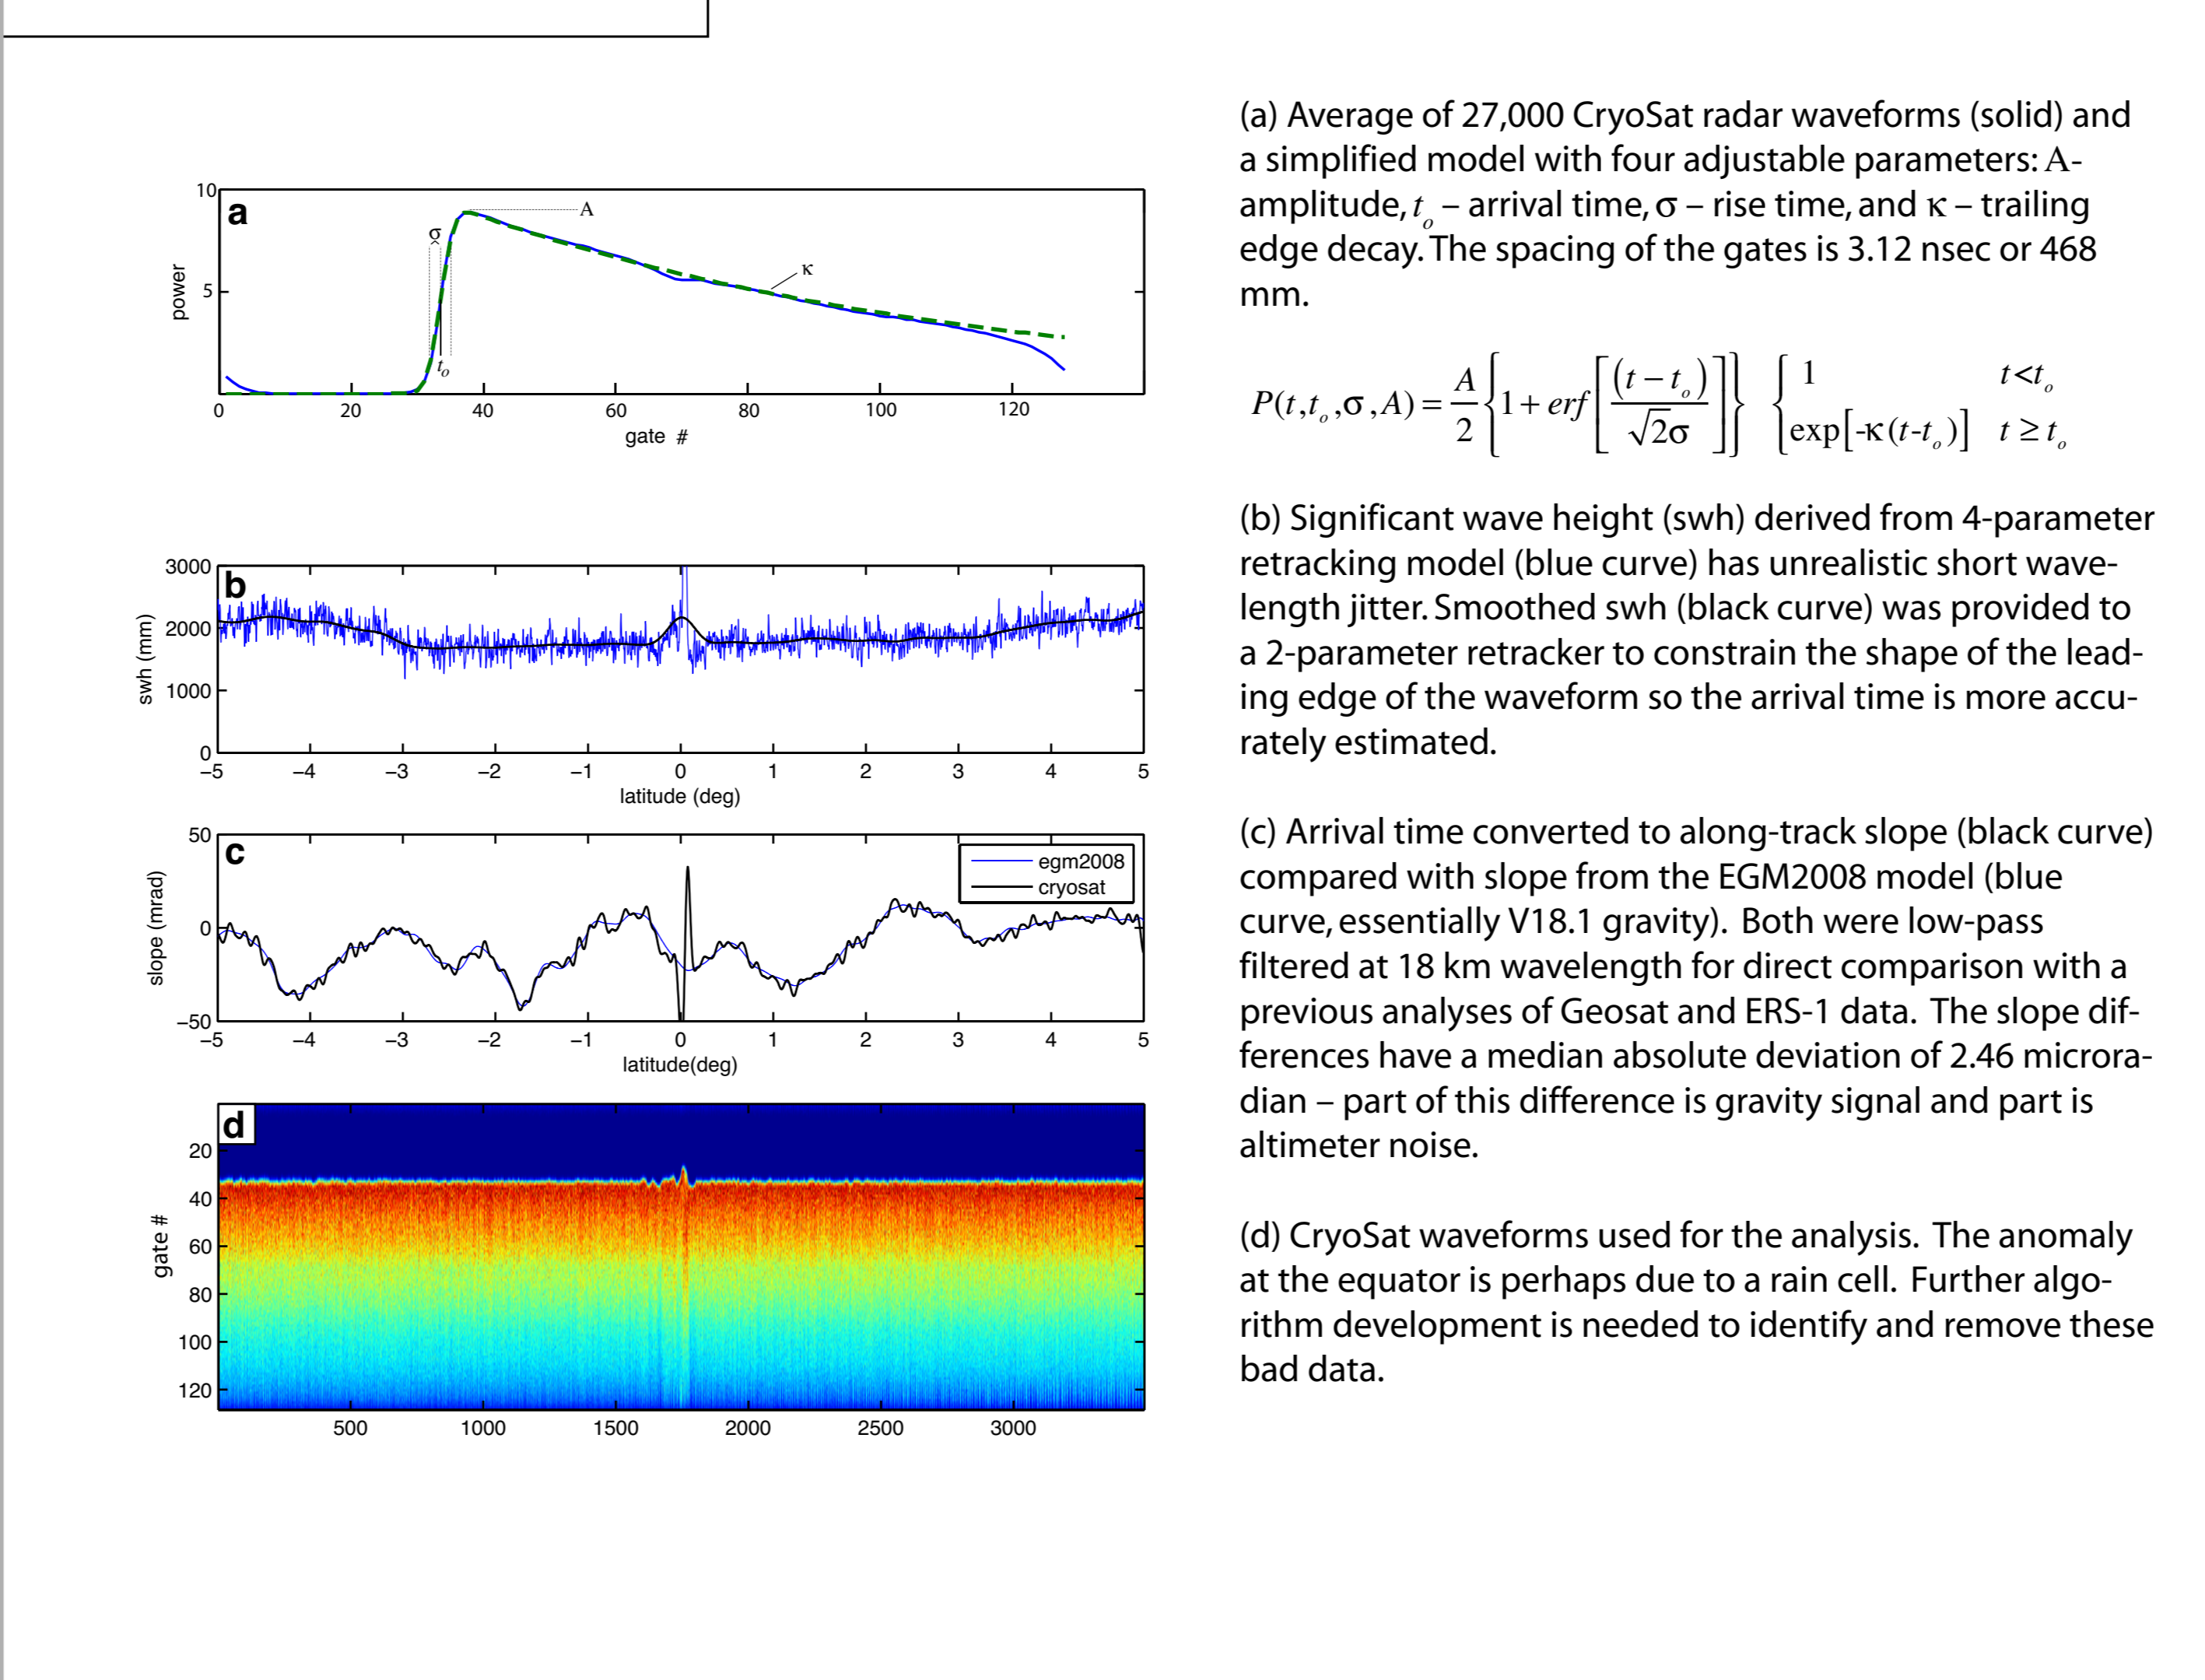 10
a
A
σ
κ
5
power
t_o
0 20 40 60 80 100 120
gate #
3000
b
2000
1000
0
swh (mm)
−5 −4 −3 −2 −1 0 1 2 3 4 5
latitude (deg)
50
c
egm2008
cryosat
0
slope (mrad)
−50
−5 −4 −3 −2 −1 0 1 2 3 4 5
latitude(deg)
d
20
40
60
80
100
120
gate #
500 1000 1500 2000 2500 3000
(a) Average of 27,000 CryoSat radar waveforms (solid) and
a simplified model with four adjustable parameters: A-
amplitude, t_o – arrival time, σ – rise time, and κ – trailing
edge decay. The spacing of the gates is 3.12 nsec or 468
mm.
P(t,t_o,σ,A) = A/2 {1 + erf[(t − t_o)/√2σ]} { 1 t<t_o
exp[-κ(t-t_o)] t ≥ t_o
(b) Significant wave height (swh) derived from 4-parameter
retracking model (blue curve) has unrealistic short wave-
length jitter. Smoothed swh (black curve) was provided to
a 2-parameter retracker to constrain the shape of the lead-
ing edge of the waveform so the arrival time is more accu-
rately estimated.
(c) Arrival time converted to along-track slope (black curve)
compared with slope from the EGM2008 model (blue
curve, essentially V18.1 gravity). Both were low-pass
filtered at 18 km wavelength for direct comparison with a
previous analyses of Geosat and ERS-1 data. The slope dif-
ferences have a median absolute deviation of 2.46 microra-
dian – part of this difference is gravity signal and part is
altimeter noise.
(d) CryoSat waveforms used for the analysis. The anomaly
at the equator is perhaps due to a rain cell. Further algo-
rithm development is needed to identify and remove these
bad data.